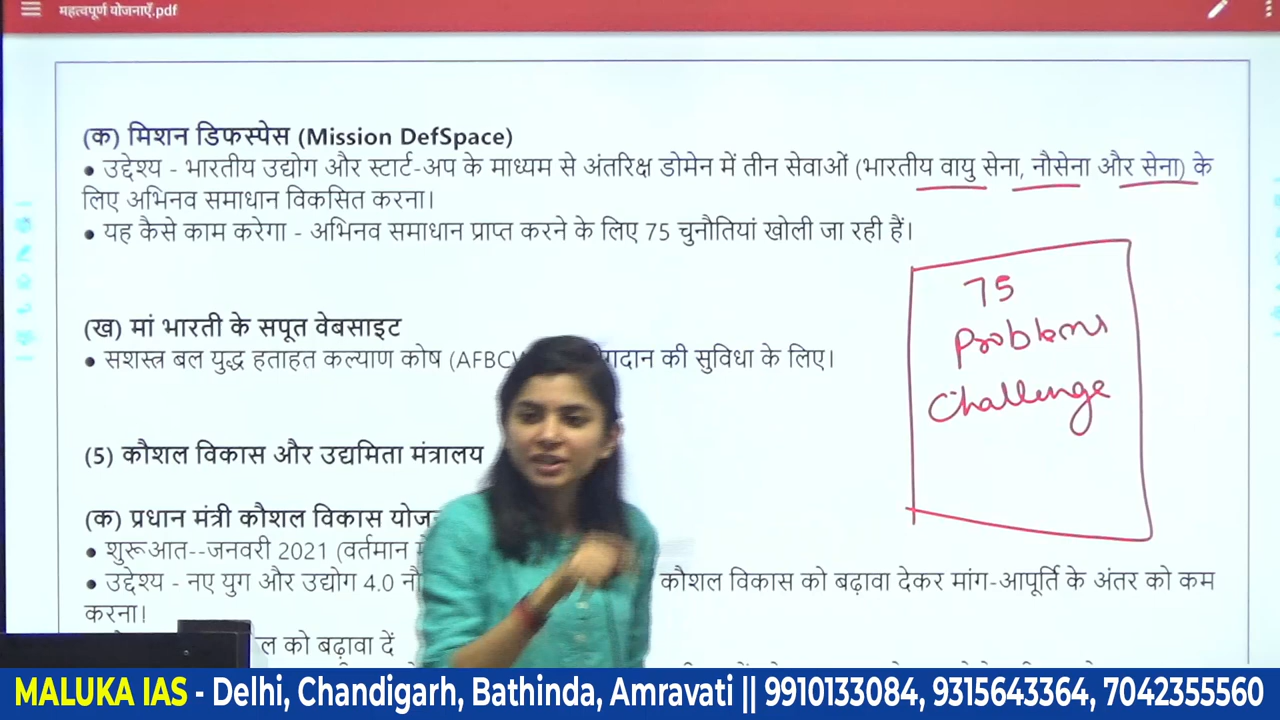 महत्वपूर्ण योजनाएँ.pdf
(क) मिशन डिफस्पेस (Mission DefSpace)
• उद्देश्य - भारतीय उद्योग और स्टार्ट-अप के माध्यम से अंतरिक्ष डोमेन में तीन सेवाओं (भारतीय वायु सेना, नौसेना और सेना) के
लिए अभिनव समाधान विकसित करना।
• यह कैसे काम करेगा - अभिनव समाधान प्राप्त करने के लिए 75 चुनौतियां खोली जा रही हैं।
75
Problems
Challenge
(ख) मां भारती के सपूत वेबसाइट
• सशस्त्र बल युद्ध हताहत कल्याण कोष की सुविधा के लिए।
(5) कौशल विकास और उद्यमिता मंत्रालय
(क) प्रधान मंत्री कौशल विकास
• शुरूआत--जनवरी 2021 (वर्तमान
• उद्देश्य - नए युग और उद्योग 4.0 कौशल विकास को बढ़ावा देकर मांग-आपूर्ति के अंतर को कम
करना।
को बढ़ावा दें
MALUKA IAS - Delhi, Chandigarh, Bathinda, Amravati || 9910133084, 9315643364, 7042355560